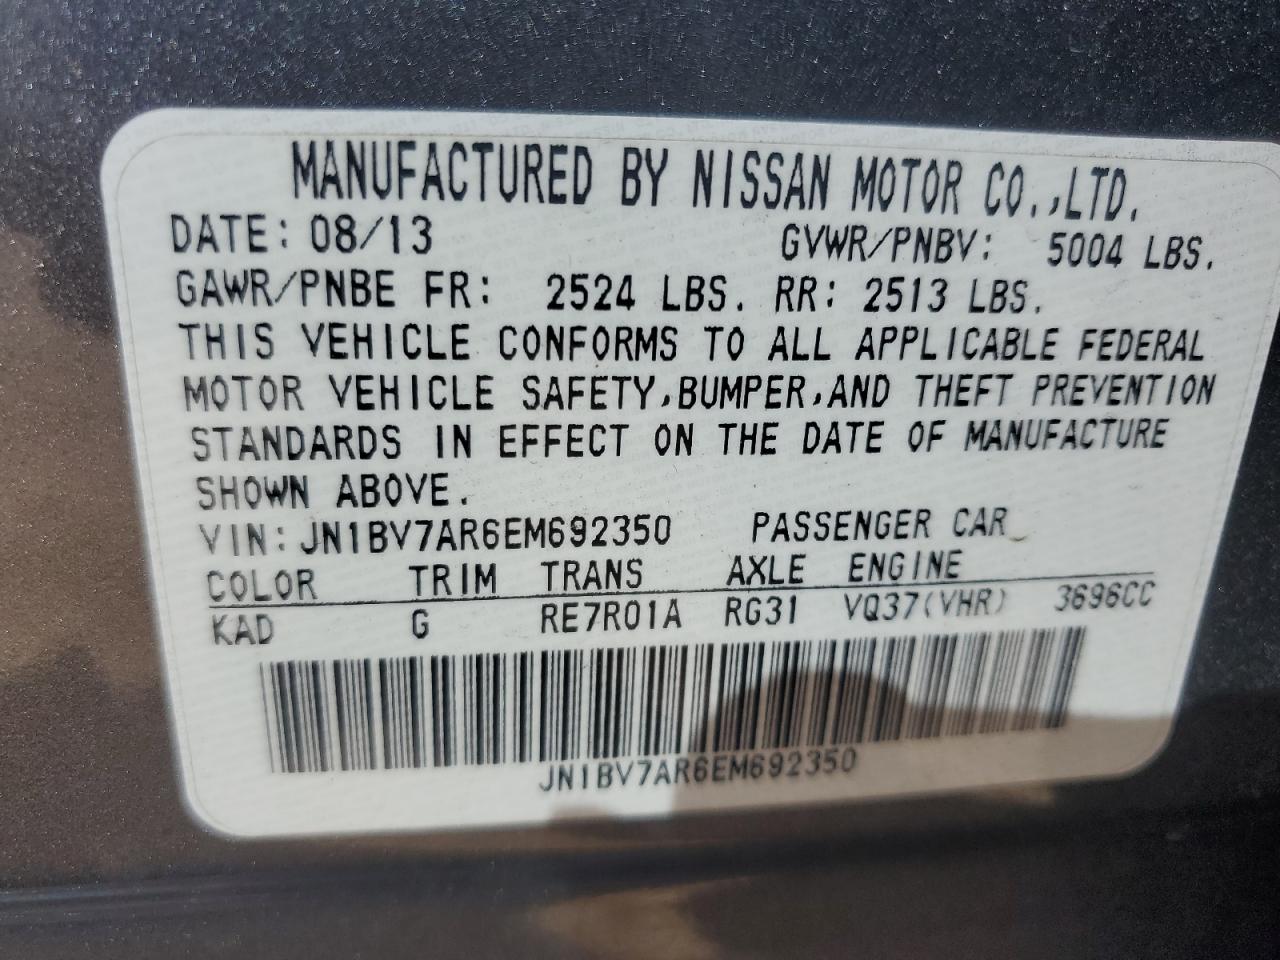 MANUFACTURED BY NISSAN MOTOR CO.,LTD.
DATE: 08/13 GVWR/PNBV: 5004 LBS.
GAWR/PNBE FR: 2524 LBS. RR: 2513 LBS.
THIS VEHICLE CONFORMS TO ALL APPLICABLE FEDERAL
MOTOR VEHICLE SAFETY,BUMPER,AND THEFT PREVENTION
STANDARDS IN EFFECT ON THE DATE OF MANUFACTURE
SHOWN ABOVE.
VIN: JN1BV7AR6EM692350 PASSENGER CAR
COLOR TRIM TRANS AXLE ENGINE
KAD G RE7R01A RG31 VQ37(VHR) 3696CC
JN1BV7AR6EM692350